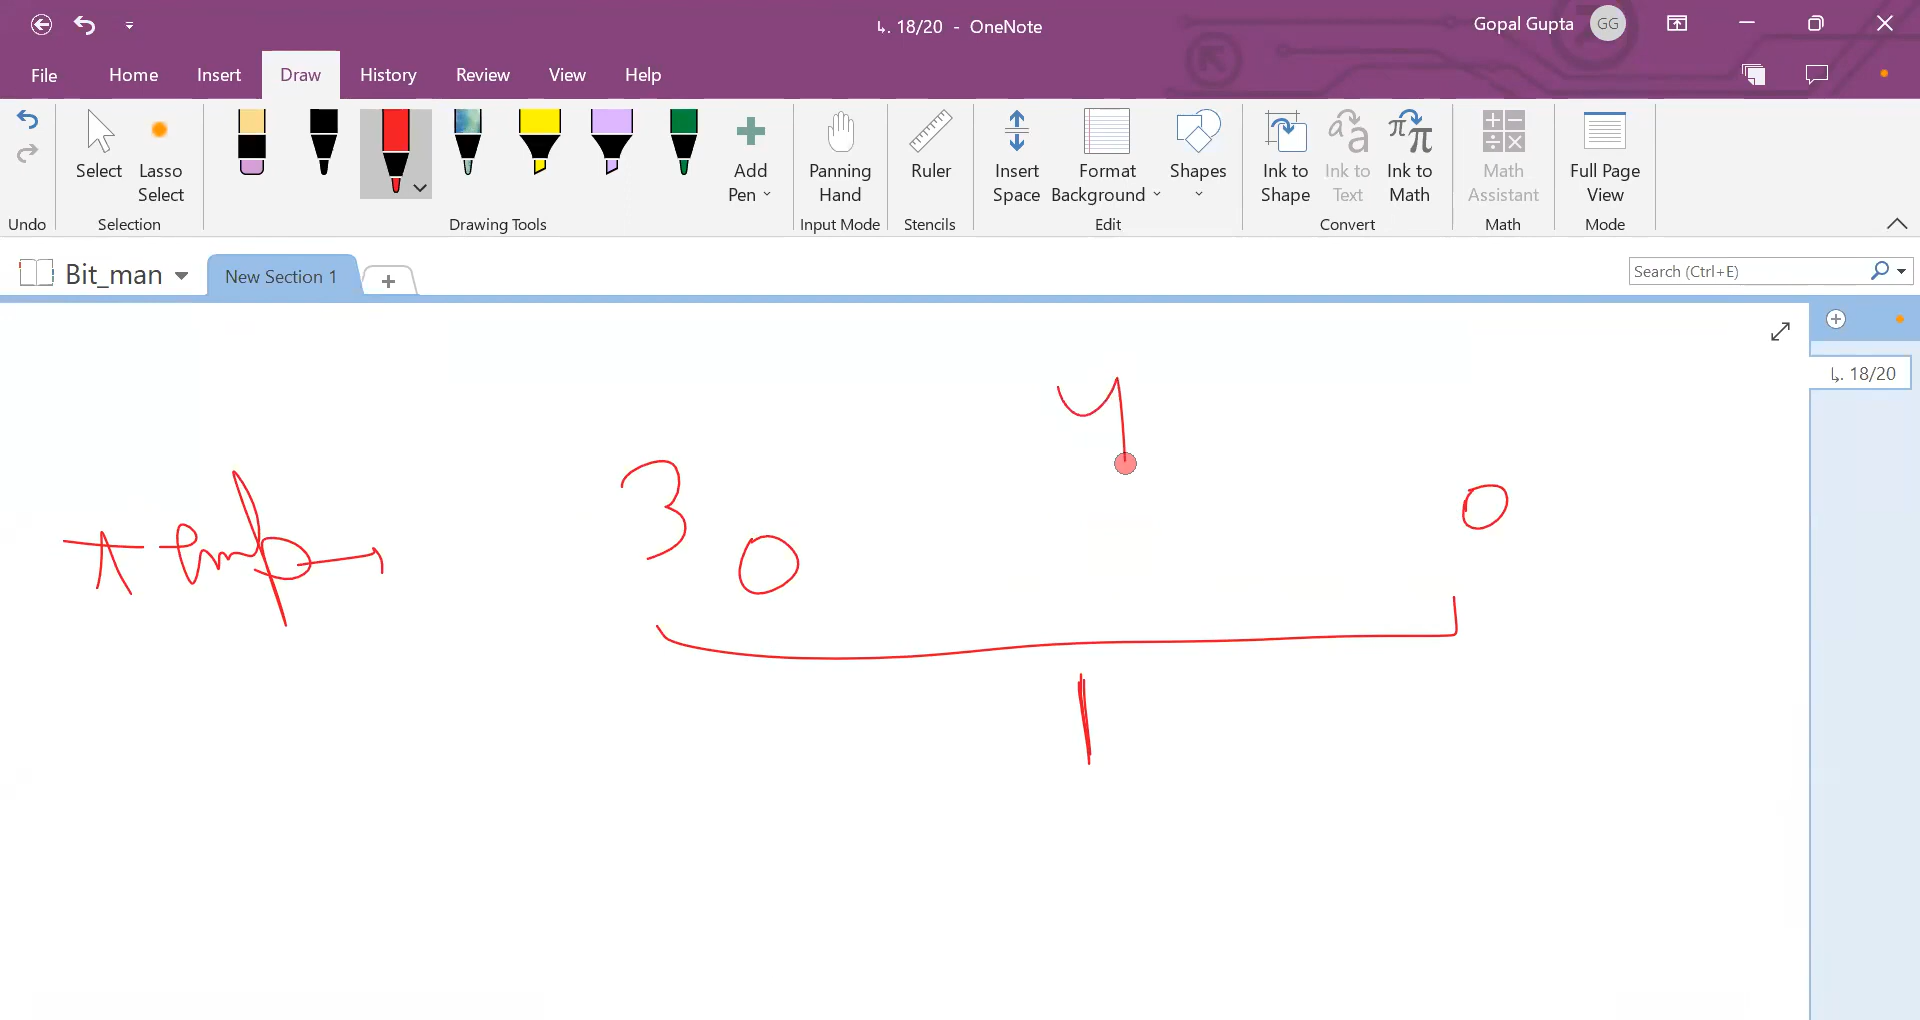 ↳. 18/20 - OneNote
Gopal Gupta GG
File Home Insert Draw History Review View Help
Select
Lasso Select
Add Pen
Panning Hand
Ruler
Insert Space
Format Background
Shapes
Ink to Shape
Ink to Text
Ink to Math
Math Assistant
Full Page View
Undo Selection Drawing Tools Input Mode Stencils Edit Convert Math Mode
Bit_man New Section 1
Search (Ctrl+E)
↳. 18/20
4
3 0
0
1